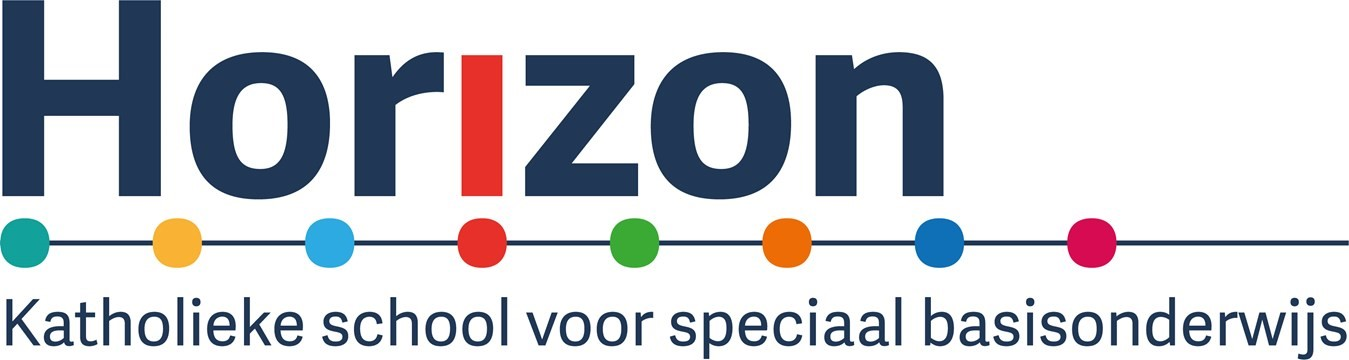 Horizon
Katholieke school voor speciaal basisonderwijs